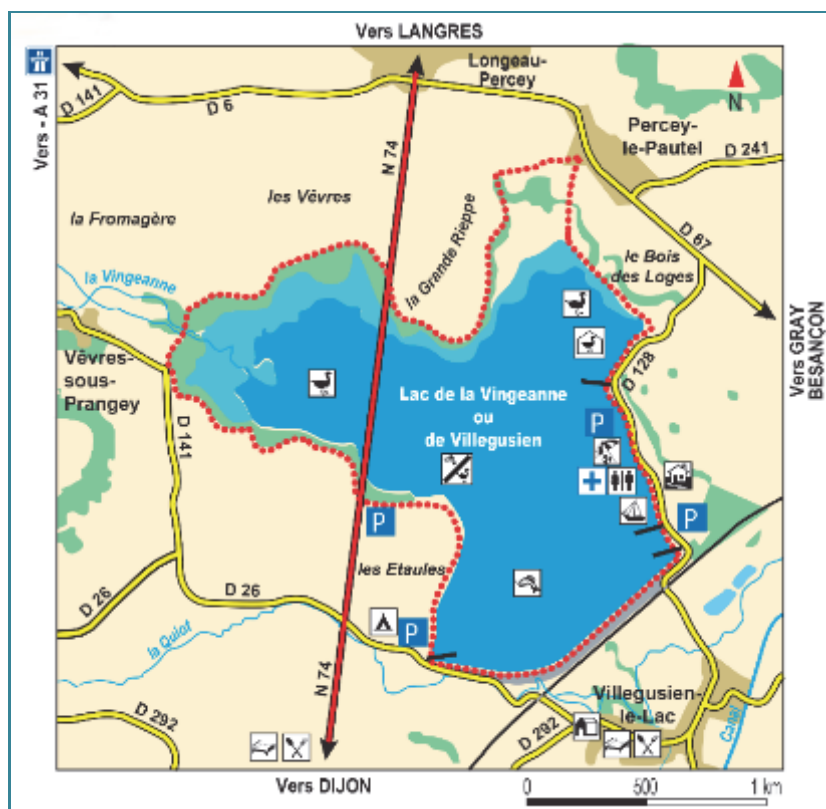 Vers LANGRES
Longeau-
Percey
N
D 141
D 6
Vers - A 31
N 74
Percey-
le-Pautel
D 241
les Vêvres
la Fromagère
la Grande Rieppe
D 67
le Bois
des Loges
la Vingeanne
Vers GRAY
BESANÇON
Vêvres-
sous-
Prangey
D 128
Lac de la Vingeanne
ou
de Villegusien
P
D 141
P
P
les Etaules
D 26
D 26
P
la Quiot
N 74
Villegusien-
le-Lac
D 292
D 292
Canal
Vers DIJON
0 500 1 km